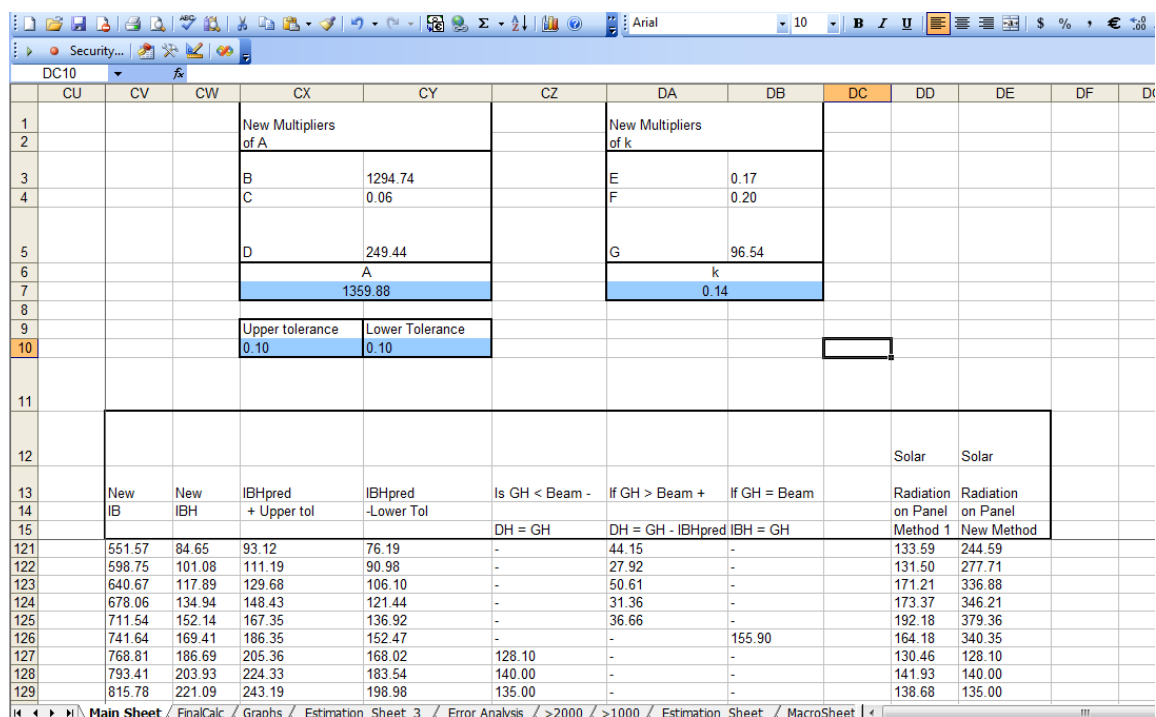 Arial 10 B I U $ % , €
Security...
DC10 fx
CU CV CW CX CY CZ DA DB DC DD DE DF
1 New Multipliers New Multipliers
2 of A of k
3 B 1294.74 E 0.17
4 C 0.06 F 0.20
5 D 249.44 G 96.54
6 A k
7 1359.88 0.14
8
9 Upper tolerance Lower Tolerance
10 0.10 0.10
11
12 Solar Solar
13 New New IBHpred IBHpred Is GH < Beam - If GH > Beam + If GH = Beam Radiation Radiation
14 IB IBH + Upper tol -Lower Tol on Panel on Panel
15 DH = GH DH = GH - IBHpred IBH = GH Method 1 New Method
121 551.57 84.65 93.12 76.19 - 44.15 - 133.59 244.59
122 598.75 101.08 111.19 90.98 - 27.92 - 131.50 277.71
123 640.67 117.89 129.68 106.10 - 50.61 - 171.21 336.88
124 678.06 134.94 148.43 121.44 - 31.36 - 173.37 346.21
125 711.54 152.14 167.35 136.92 - 36.66 - 192.18 379.36
126 741.64 169.41 186.35 152.47 - - 155.90 164.18 340.35
127 768.81 186.69 205.36 168.02 128.10 - - 130.46 128.10
128 793.41 203.93 224.33 183.54 140.00 - - 141.93 140.00
129 815.78 221.09 243.19 198.98 135.00 - - 138.68 135.00
Main Sheet / FinalCalc / Graphs / Estimation_Sheet_3 / Error Analysis / >2000 / >1000 / Estimation_Sheet / MacroSheet